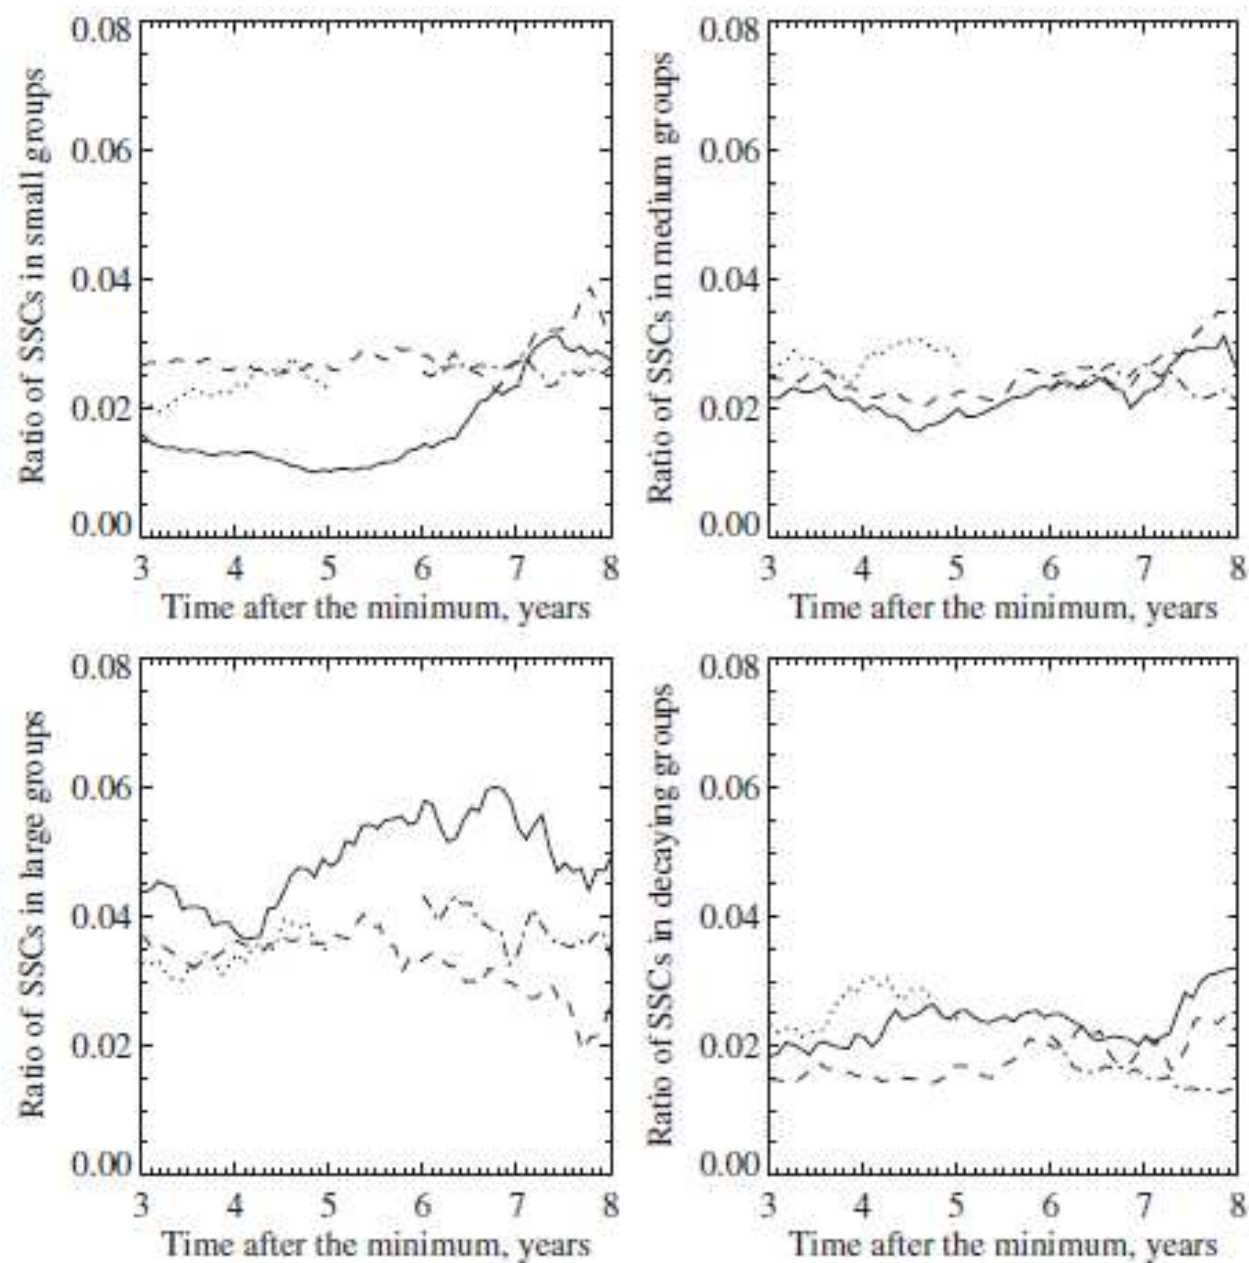 Ratio of SSCs in small groups
0.08
0.06
0.04
0.02
0.00
3 4 5 6 7 8
Time after the minimum, years
Ratio of SSCs in medium groups
0.08
0.06
0.04
0.02
0.00
3 4 5 6 7 8
Time after the minimum, years
Ratio of SSCs in large groups
0.08
0.06
0.04
0.02
0.00
3 4 5 6 7 8
Time after the minimum, years
Ratio of SSCs in decaying groups
0.08
0.06
0.04
0.02
0.00
3 4 5 6 7 8
Time after the minimum, years